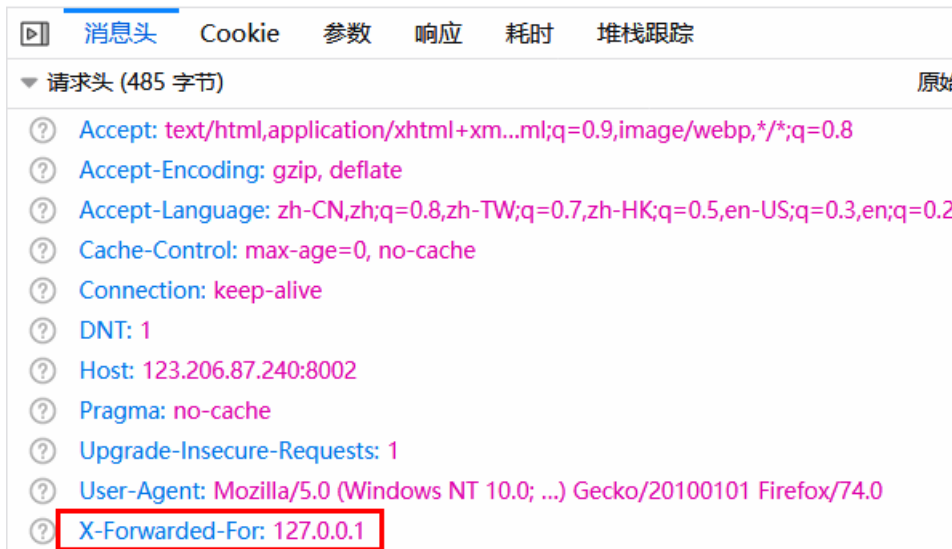 消息头 Cookie 参数 响应 耗时 堆栈跟踪
请求头 (485 字节) 原始
Accept: text/html,application/xhtml+xm...ml;q=0.9,image/webp,*/*;q=0.8
Accept-Encoding: gzip, deflate
Accept-Language: zh-CN,zh;q=0.8,zh-TW;q=0.7,zh-HK;q=0.5,en-US;q=0.3,en;q=0.2
Cache-Control: max-age=0, no-cache
Connection: keep-alive
DNT: 1
Host: 123.206.87.240:8002
Pragma: no-cache
Upgrade-Insecure-Requests: 1
User-Agent: Mozilla/5.0 (Windows NT 10.0; ...) Gecko/20100101 Firefox/74.0
X-Forwarded-For: 127.0.0.1